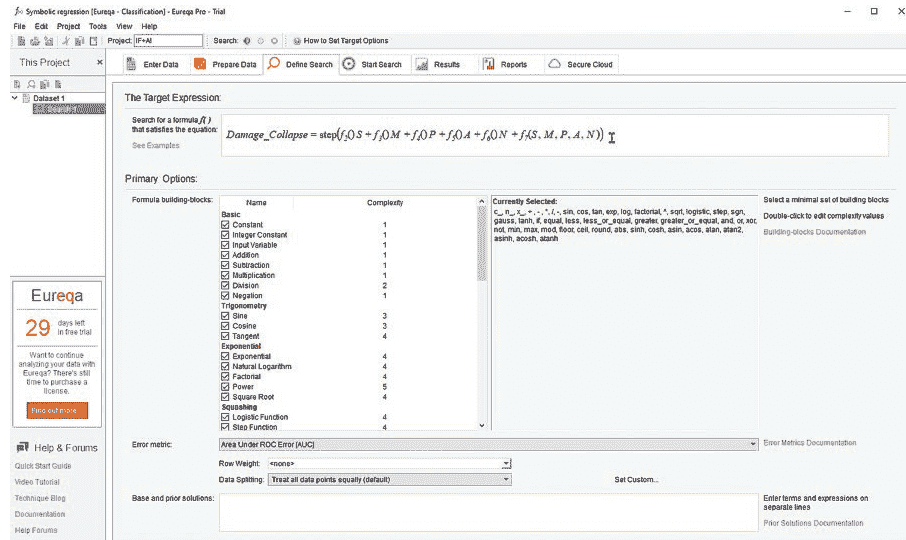 Symbolic regression [Eureqa - Classification] - Eureqa Pro - Trial
File Edit Project Tools View Help
Project: IF+AI Search: How to Set Target Options
This Project
Enter Data Prepare Data Define Search Start Search Results Reports Secure Cloud
Dataset 1
The Target Expression:
Search for a formula f( )
that satisfies the equation:
See Examples
Damage_Collapse = step(f₂()S + f₃()M + f₄()P + f₅()A + f₆()N + f₇(S, M, P, A, N))
Primary Options:
Formula building-blocks:
Name Complexity
Basic
Constant 1
Integer Constant 1
Input Variable 1
Addition 1
Subtraction 1
Multiplication 1
Division 2
Negation 1
Trigonometry
Sine 3
Cosine 3
Tangent 4
Exponential
Exponential 4
Natural Logarithm 4
Factorial 4
Power 5
Square Root 4
Squashing
Logistic Function 4
Step Function 4
Currently Selected:
c_, n_, x_, + , - , *, /, -, sin, cos, tan, exp, log, factorial, ^, sqrt, logistic, step, sgn,
gauss, tanh, if, equal, less, less_or_equal, greater, greater_or_equal, and, or, xor,
not, min, max, mod, floor, ceil, round, abs, sinh, cosh, asin, acos, atan, atan2,
asinh, acosh, atanh
Select a minimal set of building blocks
Double-click to edit complexity values
Building-blocks Documentation
Eureqa
29 days left
in free trial
Want to continue
analyzing your data with
Eureqa? There's still
time to purchase a
license.
Find out more
Help & Forums
Quick Start Guide
Video Tutorial
Technique Blog
Documentation
Help Forums
Error metric: Area Under ROC Error [AUC] Error Metrics Documentation
Row Weight: <none>
Data Splitting: Treat all data points equally (default) Set Custom...
Base and prior solutions:
Enter terms and expressions on
separate lines
Prior Solutions Documentation